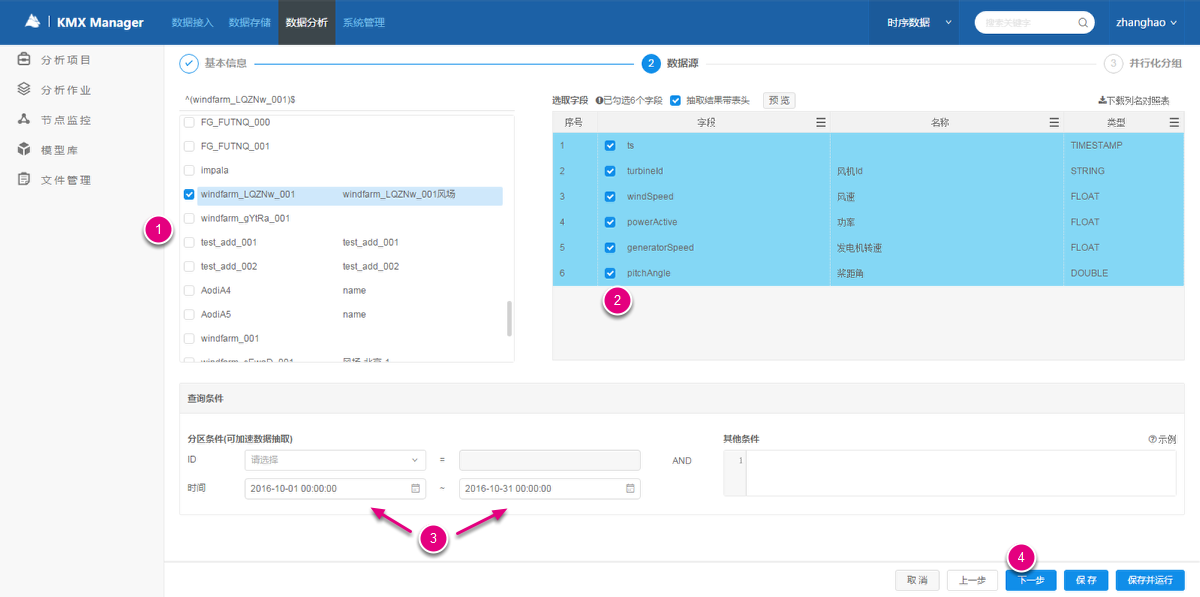 KMX Manager 数据接入 数据存储 数据分析 系统管理 时序数据 搜索关键字 zhanghao
分析项目
分析作业
节点监控
模型库
文件管理
基本信息 2 数据源 3 并行化分组
^(windfarm_LQZNw_001)$
FG_FUTNQ_000
FG_FUTNQ_001
impala
windfarm_LQZNw_001 windfarm_LQZNw_001风场
windfarm_gYtRa_001
1
test_add_001 test_add_001
test_add_002 test_add_002
AodiA4 name
AodiA5 name
windfarm_001
选取字段 已勾选6个字段 抽取结果带表头 预览 下载列名对照表
序号 字段 名称 类型
1 ts TIMESTAMP
2 turbineId 风机Id STRING
3 windSpeed 风速 FLOAT
4 powerActive 功率 FLOAT
5 generatorSpeed 发电机转速 FLOAT
6 pitchAngle 桨距角 DOUBLE
2
查询条件
分区条件(可加速数据抽取) 其他条件 示例
ID 请选择 = AND 1
时间 2016-10-01 00:00:00 ~ 2016-10-31 00:00:00
3
4
取消 上一步 下一步 保存 保存并运行